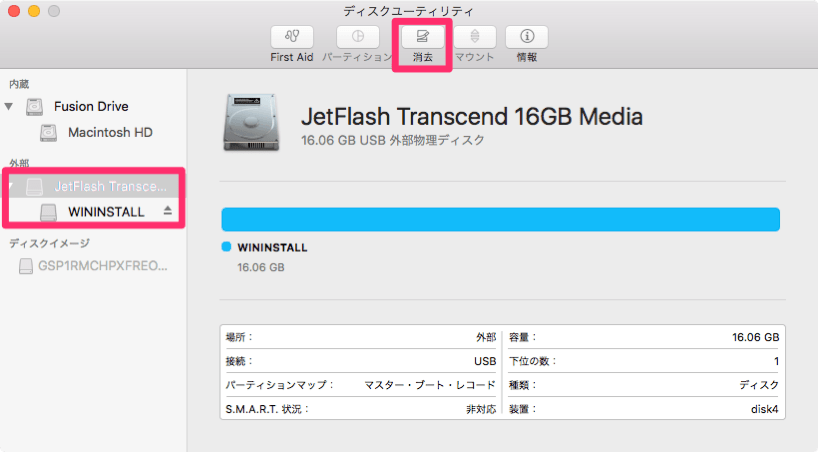 ディスクユーティリティ
First Aid パーティション 消去 マウント 情報
内蔵
Fusion Drive
Macintosh HD
外部
JetFlash Transce...
WININSTALL
ディスクイメージ
GSP1RMCHPXFREO...
JetFlash Transcend 16GB Media
16.06 GB USB 外部物理ディスク
WININSTALL
16.06 GB
場所： 外部 容量： 16.06 GB
接続： USB 下位の数： 1
パーティションマップ： マスター・ブート・レコード 種類： ディスク
S.M.A.R.T. 状況： 非対応 装置： disk4